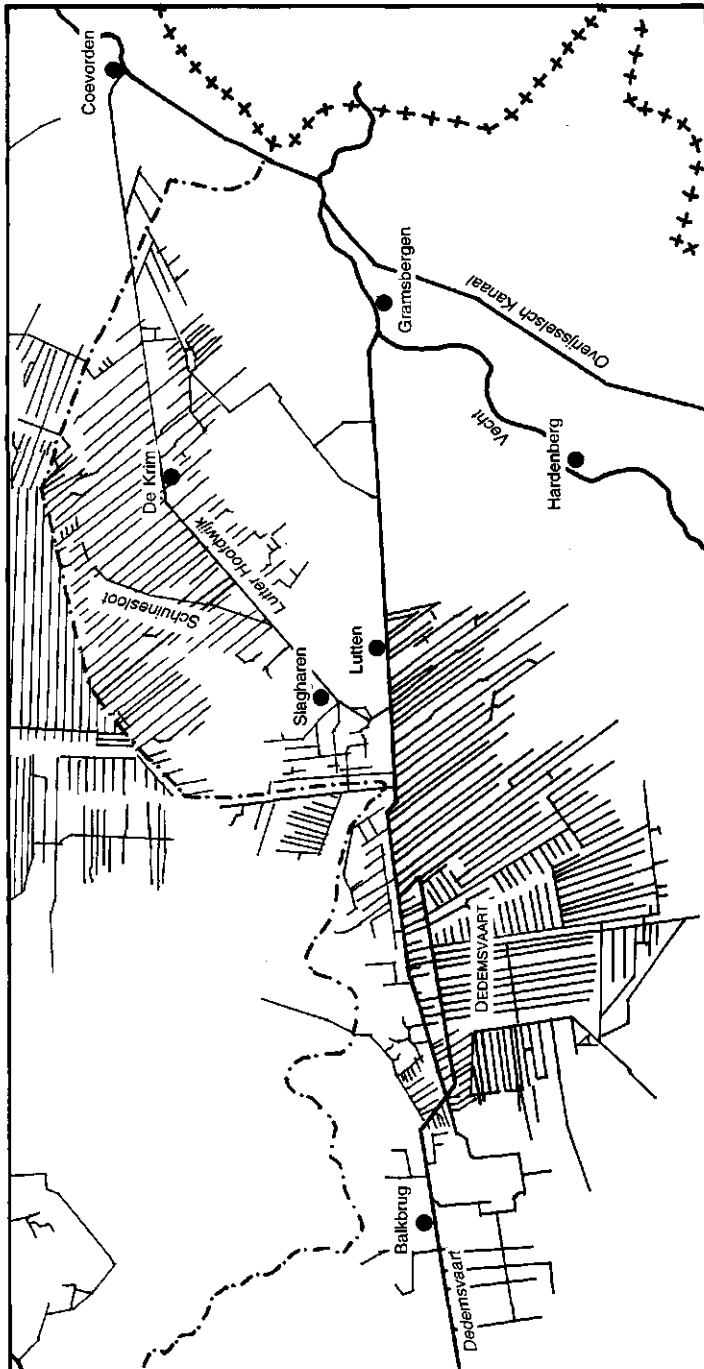 Coevorden
De Krim
Schuinesloot
Lutter Hoofdwijk
Slagharen
Lutten
Gramsbergen
Overijsselsch Kanaal
Vecht
Hardenberg
DEDEMSVAART
Balkbrug
Dedemsvaart